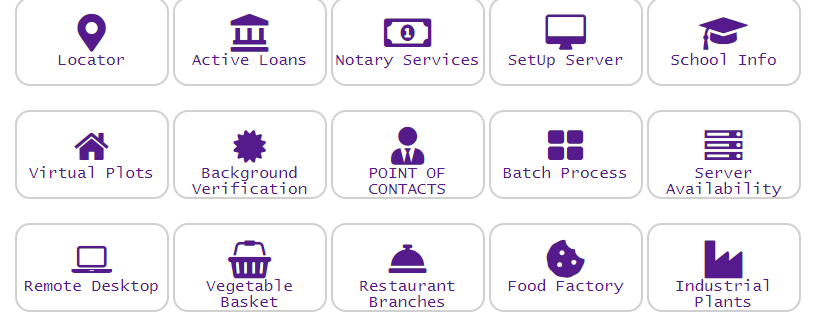 Locator
Active Loans
1
Notary Services
SetUp Server
School Info
Virtual Plots
Background
Verification
POINT OF
CONTACTS
Batch Process
Server
Availability
Remote Desktop
Vegetable
Basket
Restaurant
Branches
Food Factory
Industrial
Plants